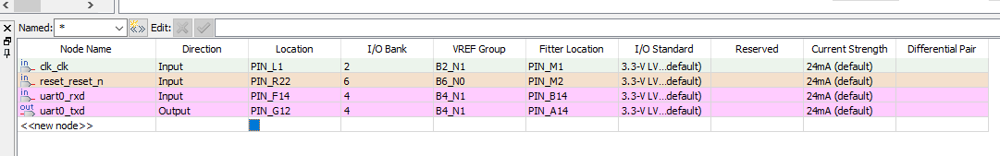 Named: * «» Edit:
Node Name Direction Location I/O Bank VREF Group Fitter Location I/O Standard Reserved Current Strength Differential Pair
in clk_clk Input PIN_L1 2 B2_N1 PIN_M1 3.3-V LV...default) 24mA (default)
in reset_reset_n Input PIN_R22 6 B6_N0 PIN_M2 3.3-V LV...default) 24mA (default)
in uart0_rxd Input PIN_F14 4 B4_N1 PIN_B14 3.3-V LV...default) 24mA (default)
out uart0_txd Output PIN_G12 4 B4_N1 PIN_A14 3.3-V LV...default) 24mA (default)
<<new node>>